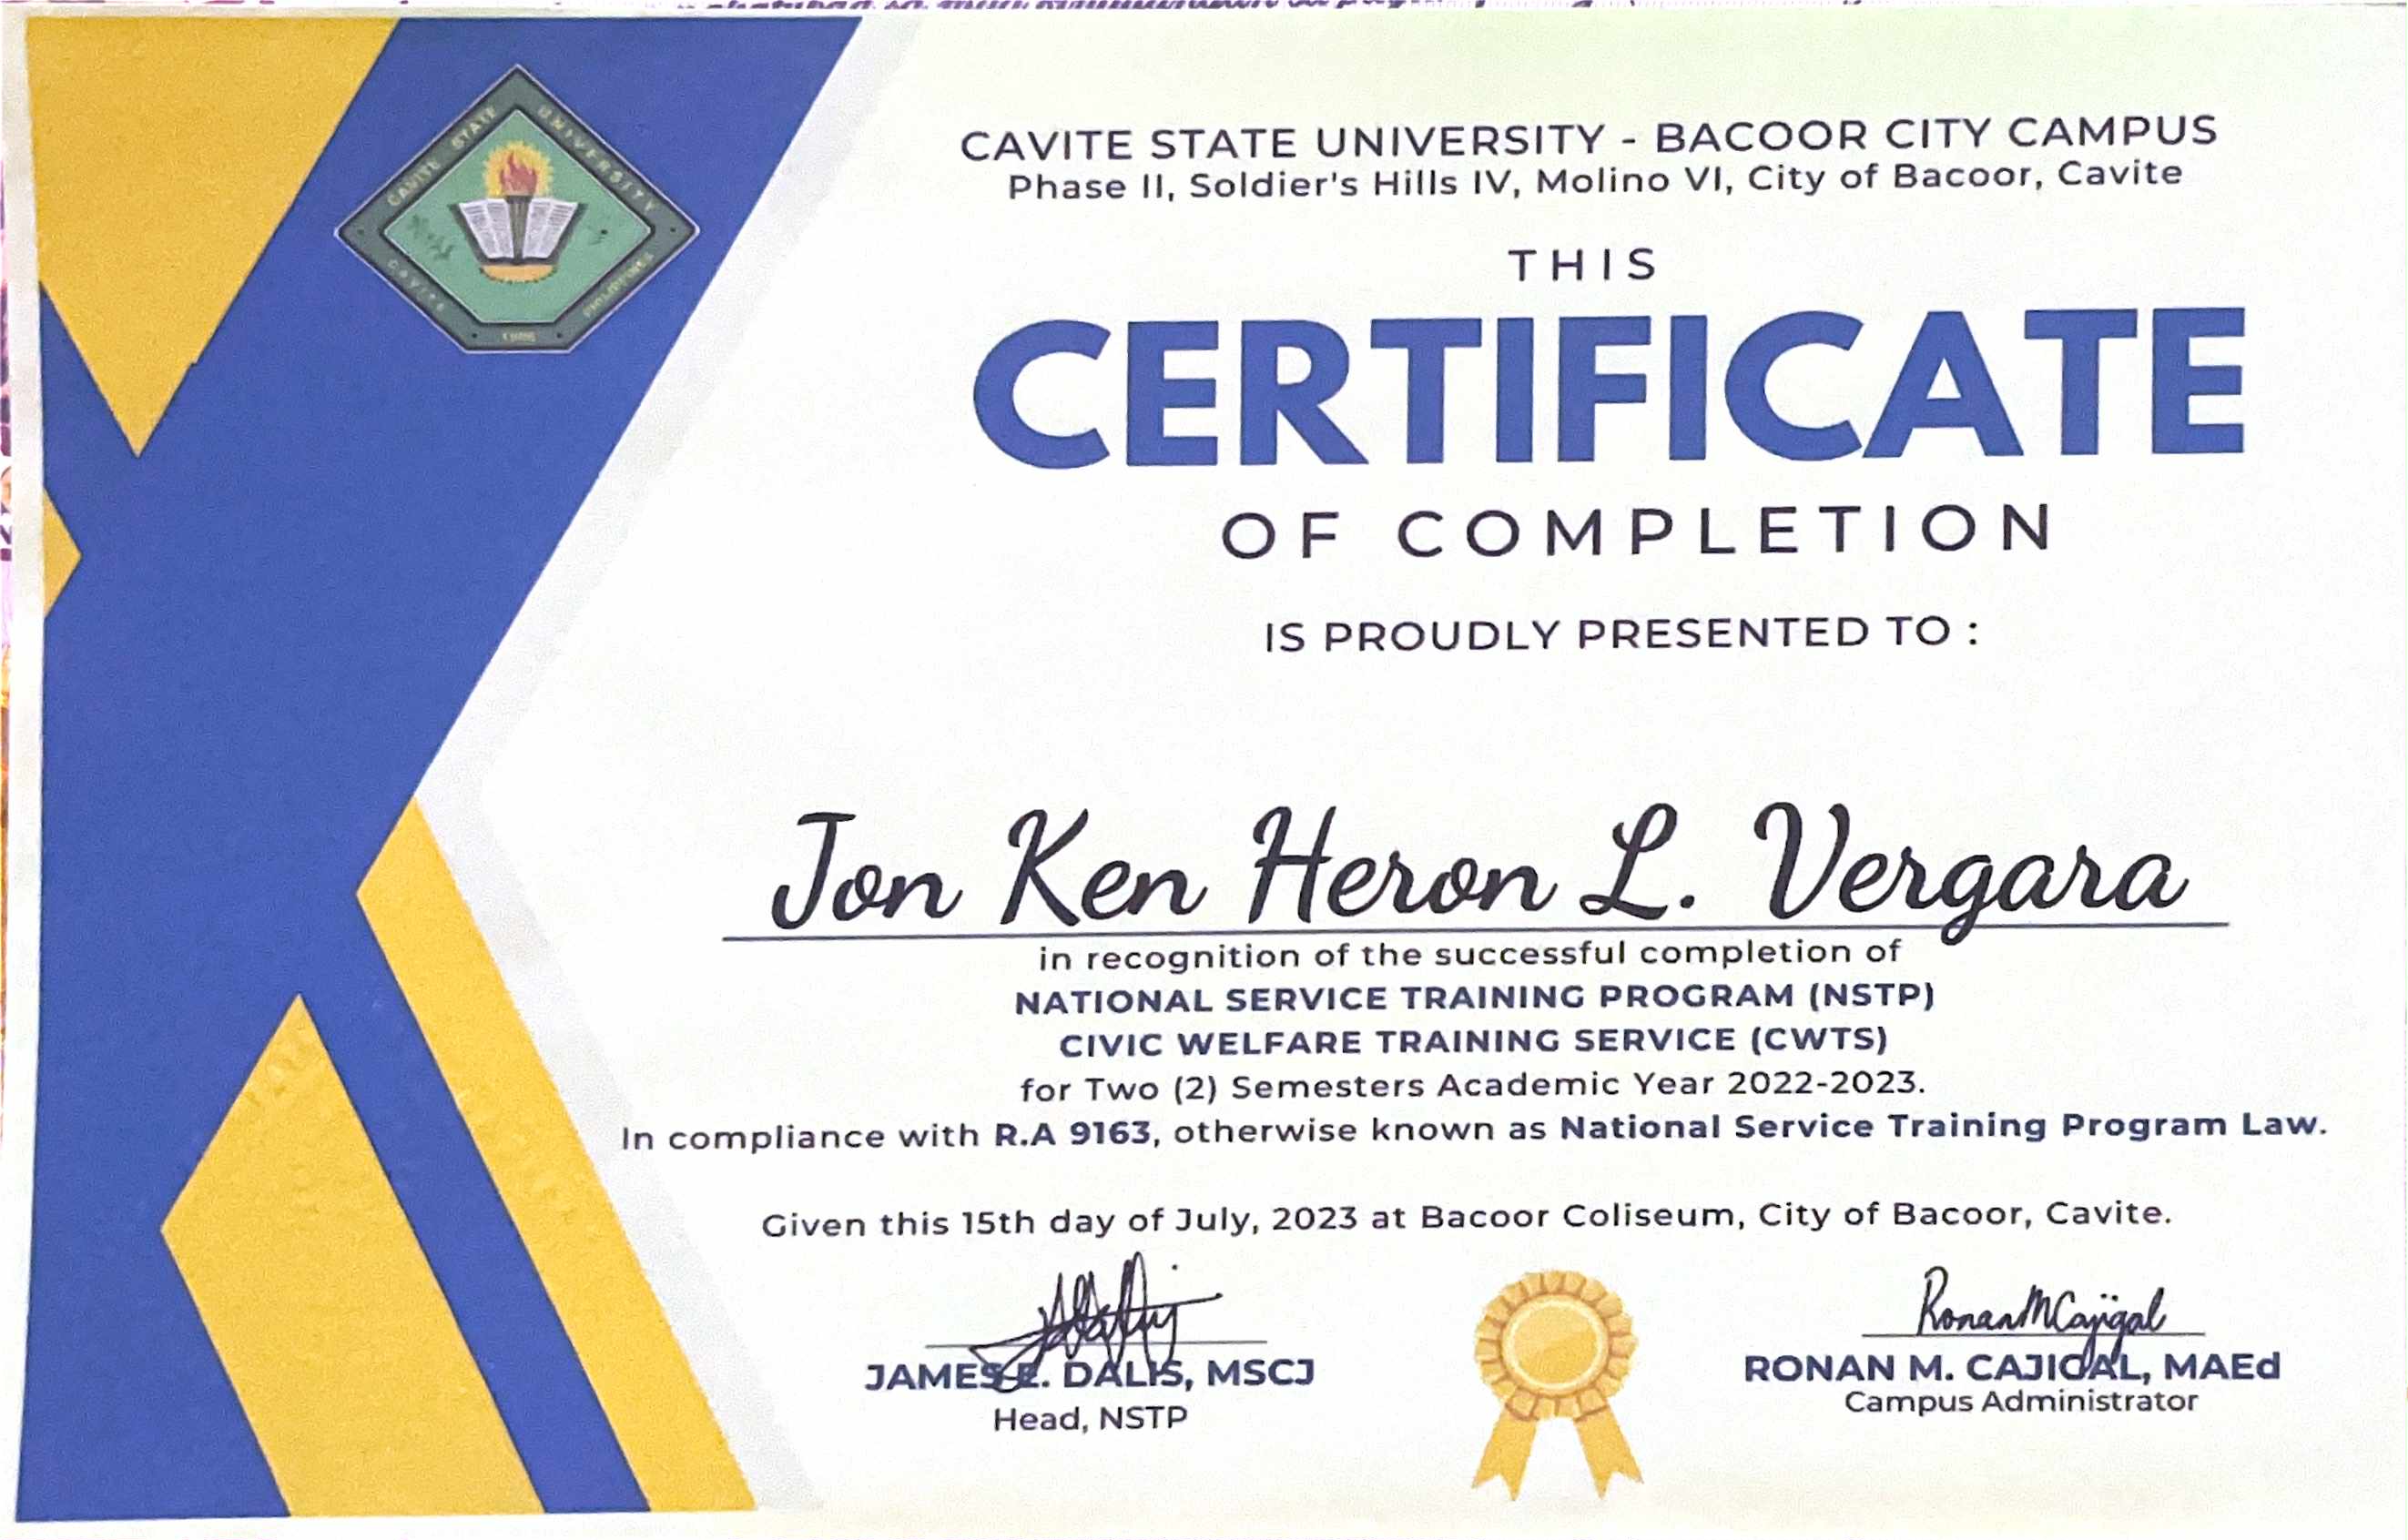 CAVITE STATE UNIVERSITY
CAVITE PHILIPPINES
CAVITE STATE UNIVERSITY - BACOOR CITY CAMPUS
Phase II, Soldier's Hills IV, Molino VI, City of Bacoor, Cavite
THIS
CERTIFICATE
OF COMPLETION
IS PROUDLY PRESENTED TO :
Jon Ken Heron L. Vergara
in recognition of the successful completion of
NATIONAL SERVICE TRAINING PROGRAM (NSTP)
CIVIC WELFARE TRAINING SERVICE (CWTS)
for Two (2) Semesters Academic Year 2022-2023.
In compliance with R.A 9163, otherwise known as National Service Training Program Law.
Given this 15th day of July, 2023 at Bacoor Coliseum, City of Bacoor, Cavite.
RonanMCajigal
JAMES E. DALIS, MSCJ
RONAN M. CAJIGAL, MAEd
Head, NSTP
Campus Administrator